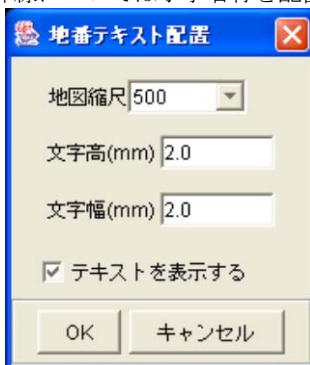 地番テキスト配置
地図縮尺 500
文字高(mm) 2.0
文字幅(mm) 2.0
テキストを表示する
OK キャンセル